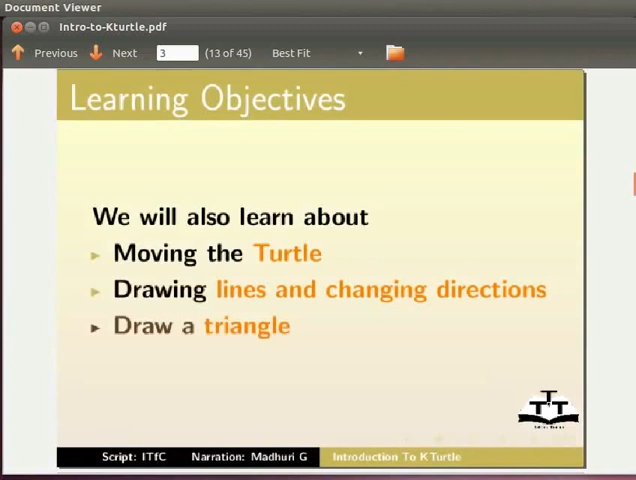 Document Viewer
Intro-to-Kturtle.pdf
Previous Next 3 (13 of 45) Best Fit
Learning Objectives
We will also learn about
Moving the Turtle
Drawing lines and changing directions
Draw a triangle
T
T T
Script: ITfC Narration: Madhuri G Introduction To KTurtle